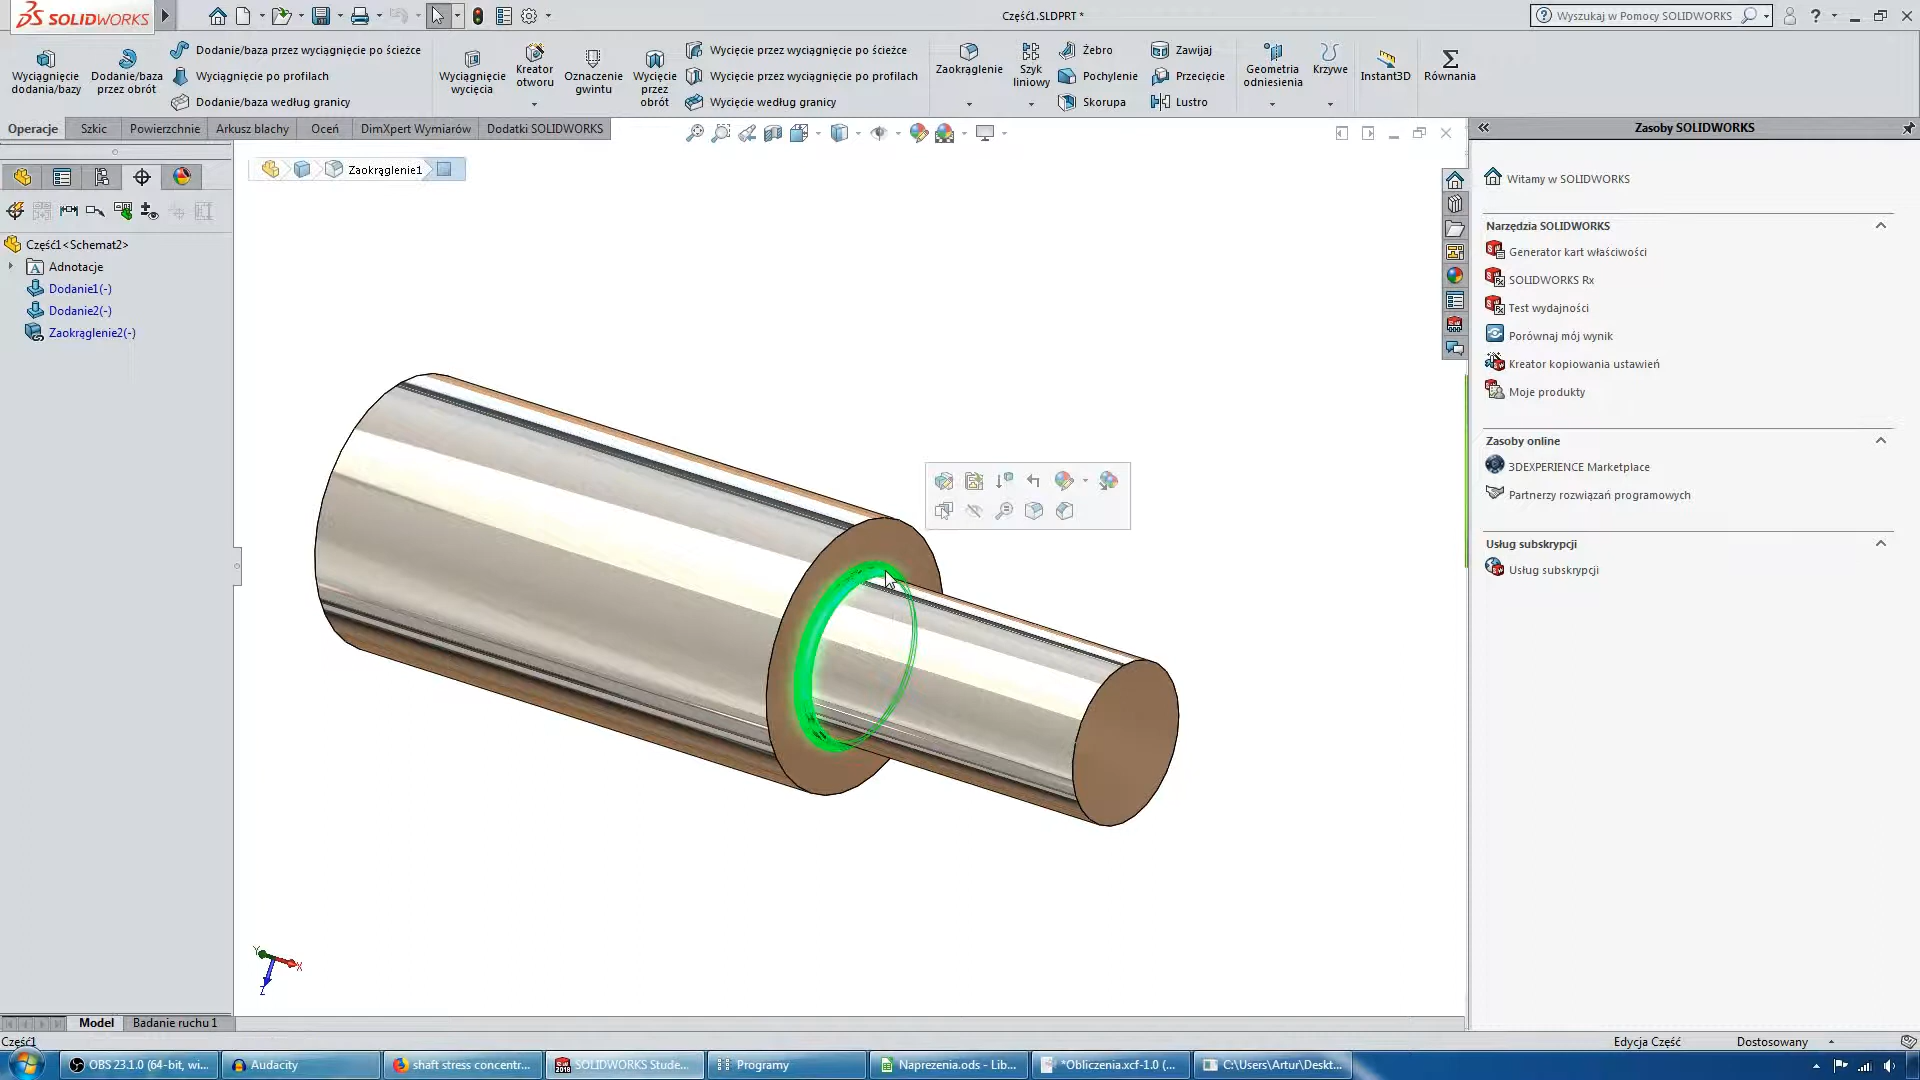 SOLIDWORKS
Część1.SLDPRT *
Wyszukaj w Pomocy SOLIDWORKS
Wyciągnięcie dodania/bazy
Dodanie/baza przez obrót
Dodanie/baza przez wyciągnięcie po ścieżce
Wyciągnięcie po profilach
Dodanie/baza według granicy
Wyciągnięcie wycięcia
Kreator otworu
Oznaczenie gwintu
Wycięcie przez obrót
Wycięcie przez wyciągnięcie po ścieżce
Wycięcie przez wyciągnięcie po profilach
Wycięcie według granicy
Zaokrąglenie
Szyk liniowy
Żebro
Pochylenie
Skorupa
Zawijaj
Przecięcie
Lustro
Geometria odniesienia
Krzywe
Instant3D
Równania
Operacje
Szkic
Powierzchnie
Arkusz blachy
Oceń
DimXpert Wymiarów
Dodatki SOLIDWORKS
Zaokrąglenie1
Część1<Schemat2>
Adnotacje
Dodanie1(-)
Dodanie2(-)
Zaokrąglenie2(-)
Y
X
Z
Zasoby SOLIDWORKS
Witamy w SOLIDWORKS
Narzędzia SOLIDWORKS
Generator kart właściwości
SOLIDWORKS Rx
Test wydajności
Porównaj mój wynik
Kreator kopiowania ustawień
Moje produkty
Zasoby online
3DEXPERIENCE Marketplace
Partnerzy rozwiązań programowych
Usług subskrypcji
Usług subskrypcji
Model
Badanie ruchu 1
Część1
Edycja Część
Dostosowany
OBS 23.1.0 (64-bit, wi...
Audacity
shaft stress concentr...
SOLIDWORKS Stude...
Programy
Naprezenia.ods - Lib...
*Obliczenia.xcf-1.0 (...
C:\Users\Artur\Deskt...